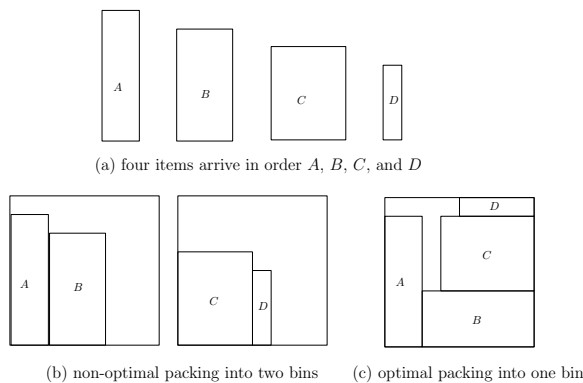 A
B
C
D
(a) four items arrive in order A, B, C, and D
A
B
C
D
D
C
A
B
(b) non-optimal packing into two bins
(c) optimal packing into one bin